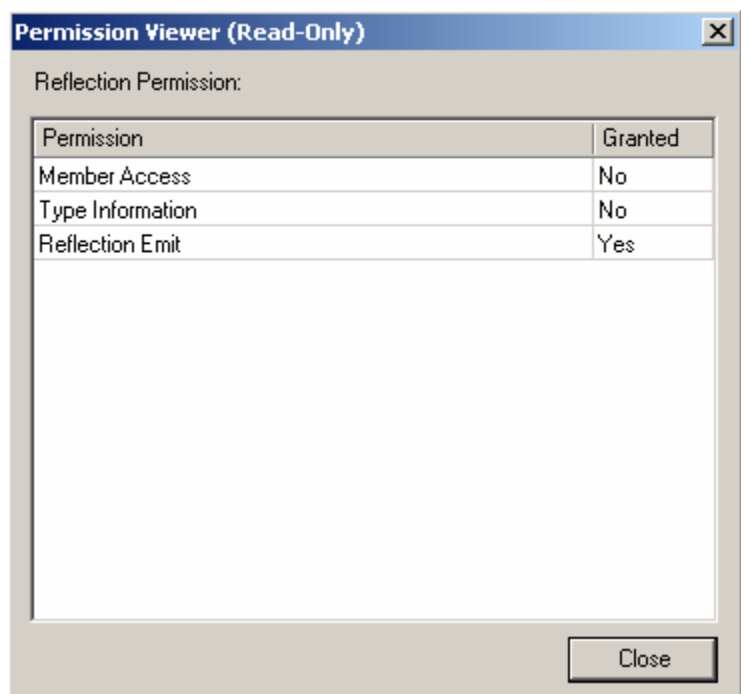 Permission Viewer (Read-Only)
Reflection Permission:
Permission Granted
Member Access No
Type Information No
Reflection Emit Yes
Close